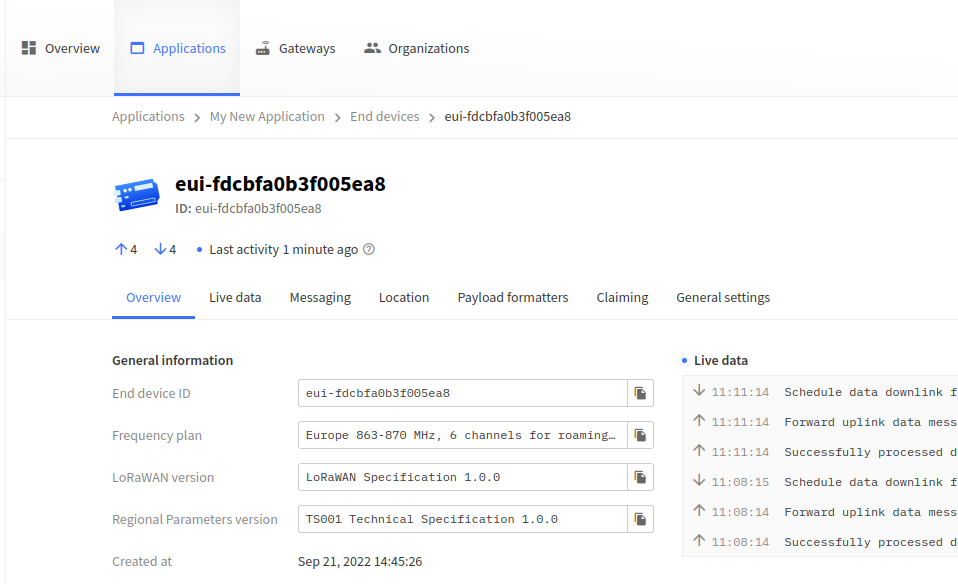 Overview Applications Gateways Organizations
Applications > My New Application > End devices > eui-fdcbfa0b3f005ea8
eui-fdcbfa0b3f005ea8
ID: eui-fdcbfa0b3f005ea8
4 4 • Last activity 1 minute ago
Overview Live data Messaging Location Payload formatters Claiming General settings
General information
End device ID eui-fdcbfa0b3f005ea8
Frequency plan Europe 863-870 MHz, 6 channels for roaming…
LoRaWAN version LoRaWAN Specification 1.0.0
Regional Parameters version TS001 Technical Specification 1.0.0
Created at Sep 21, 2022 14:45:26
• Live data
↓ 11:11:14 Schedule data downlink f
↑ 11:11:14 Forward uplink data mess
↑ 11:11:14 Successfully processed d
↓ 11:08:15 Schedule data downlink f
↑ 11:08:14 Forward uplink data mess
↑ 11:08:14 Successfully processed d